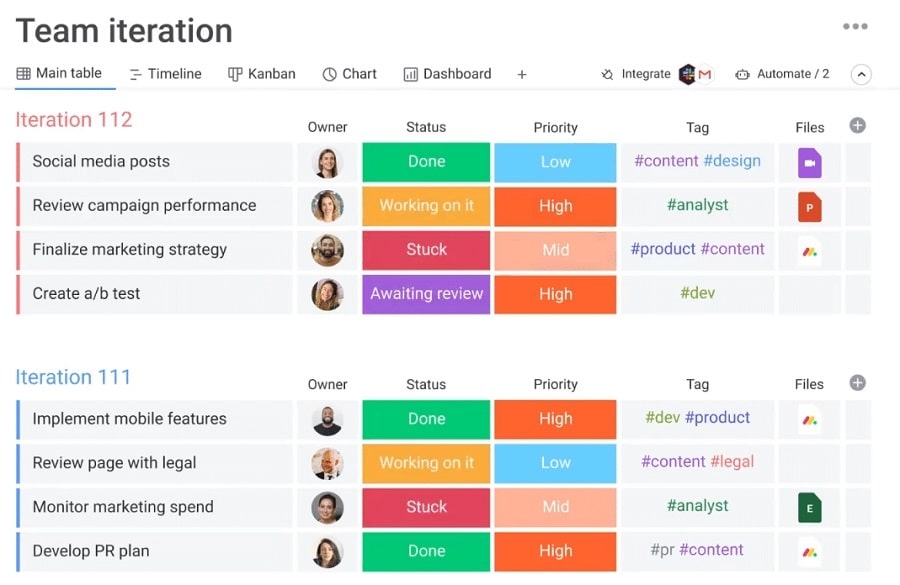 Team iteration
Main table Timeline Kanban Chart Dashboard + Integrate M Automate / 2
Iteration 112 Owner Status Priority Tag Files
Social media posts Done Low #content #design
Review campaign performance Working on it High #analyst P
Finalize marketing strategy Stuck Mid #product #content
Create a/b test Awaiting review High #dev
Iteration 111 Owner Status Priority Tag Files
Implement mobile features Done High #dev #product
Review page with legal Working on it Low #content #legal
Monitor marketing spend Stuck Mid #analyst E
Develop PR plan Done High #pr #content